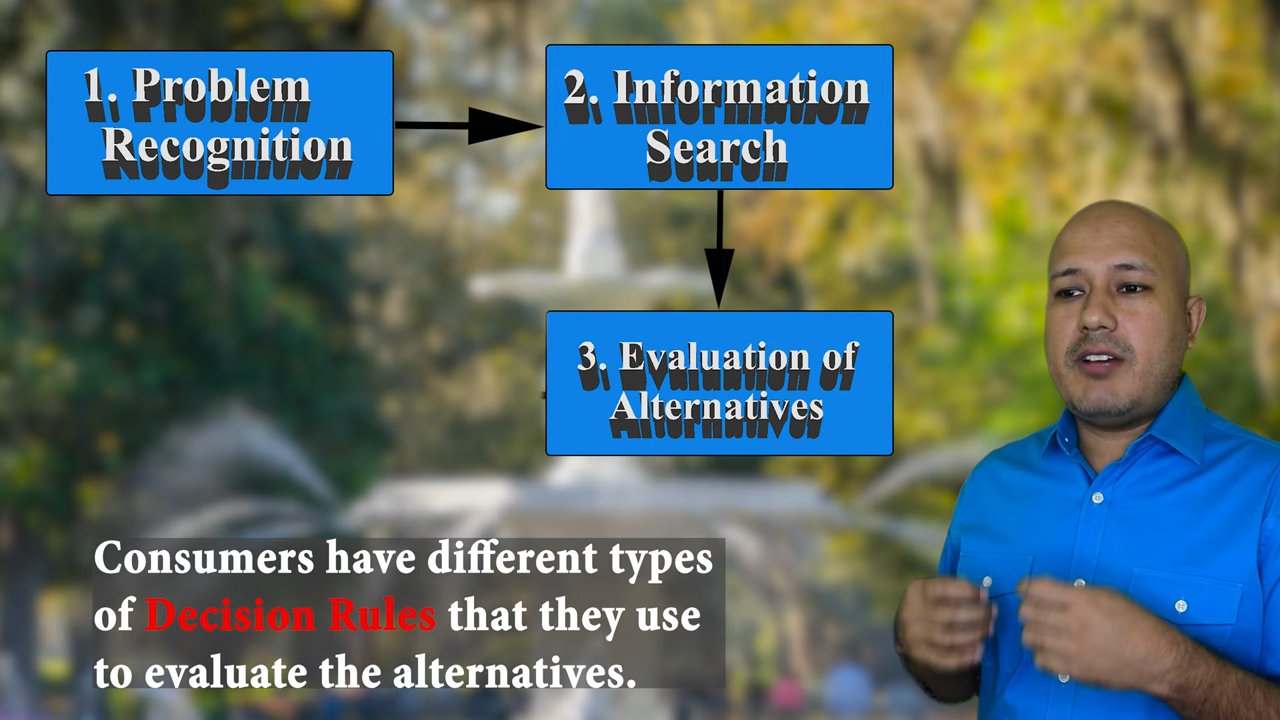 1. Problem
Recognition
2. Information
Search
3. Evaluation of
Alternatives
Consumers have different types
of Decision Rules that they use
to evaluate the alternatives.